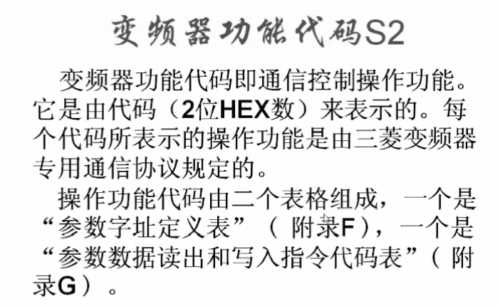 变频器功能代码S2
变频器功能代码即通信控制操作功能。
它是由代码（2位HEX数）来表示的。每
个代码所表示的操作功能是由三菱变频器
专用通信协议规定的。
操作功能代码由二个表格组成，一个是
“参数字址定义表”（ 附录F），一个是
“参数数据读出和写入指令代码表”（ 附
录G）。